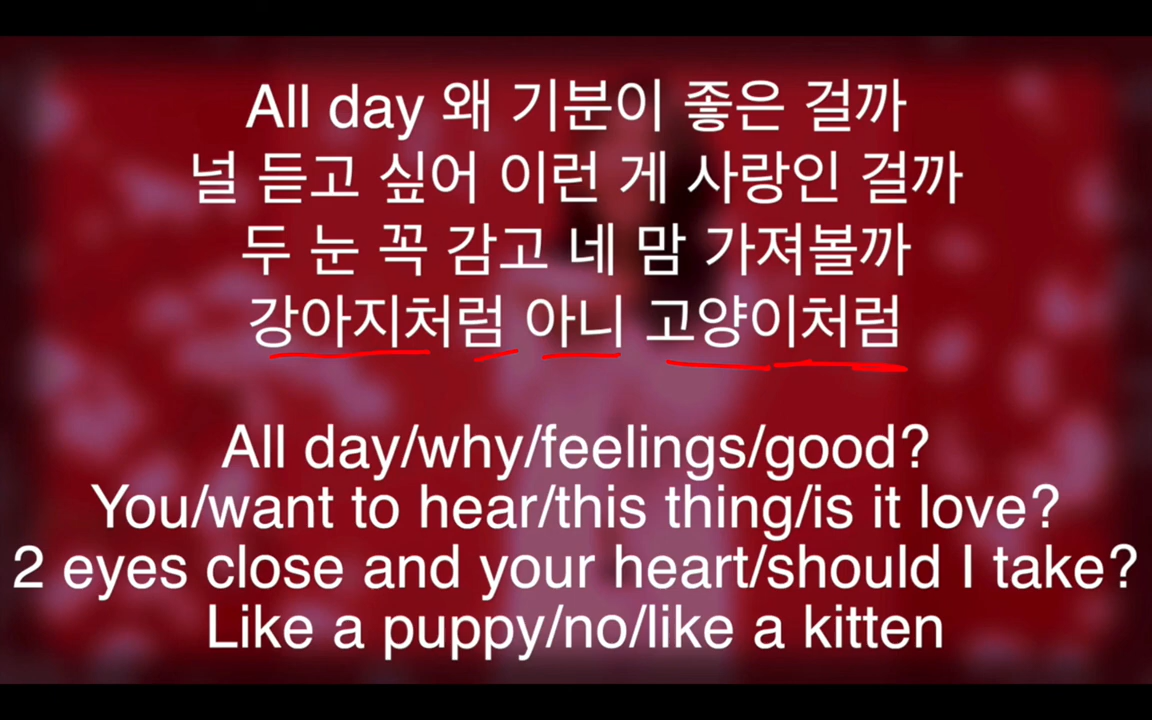 All day 왜 기분이 좋은 걸까
널 듣고 싶어 이런 게 사랑인 걸까
두 눈 꼭 감고 네 맘 가져볼까
강아지처럼 아니 고양이처럼
All day/why/feelings/good?
You/want to hear/this thing/is it love?
2 eyes close and your heart/should I take?
Like a puppy/no/like a kitten